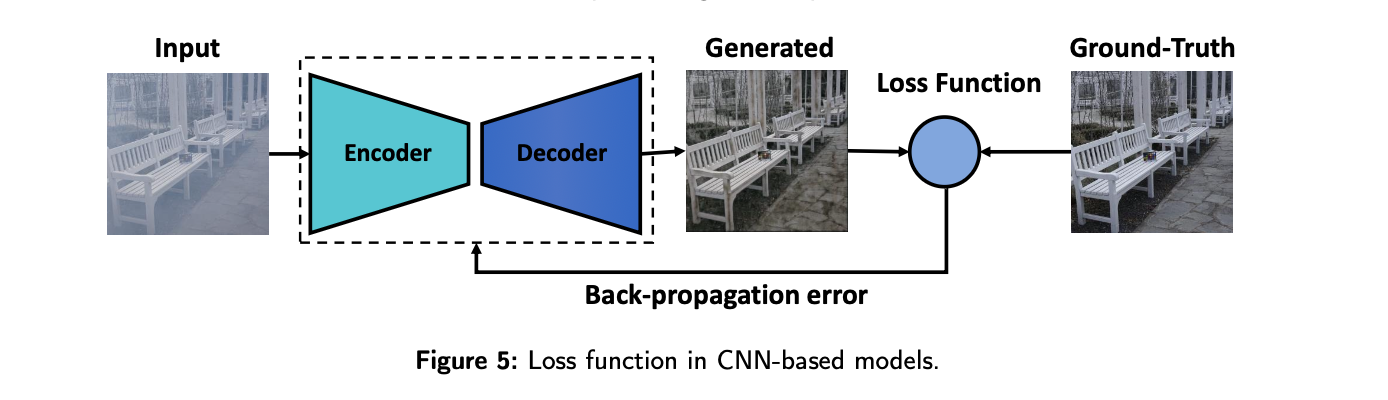 Input
Generated
Ground-Truth
Loss Function
Encoder
Decoder
Back-propagation error
Figure 5: Loss function in CNN-based models.